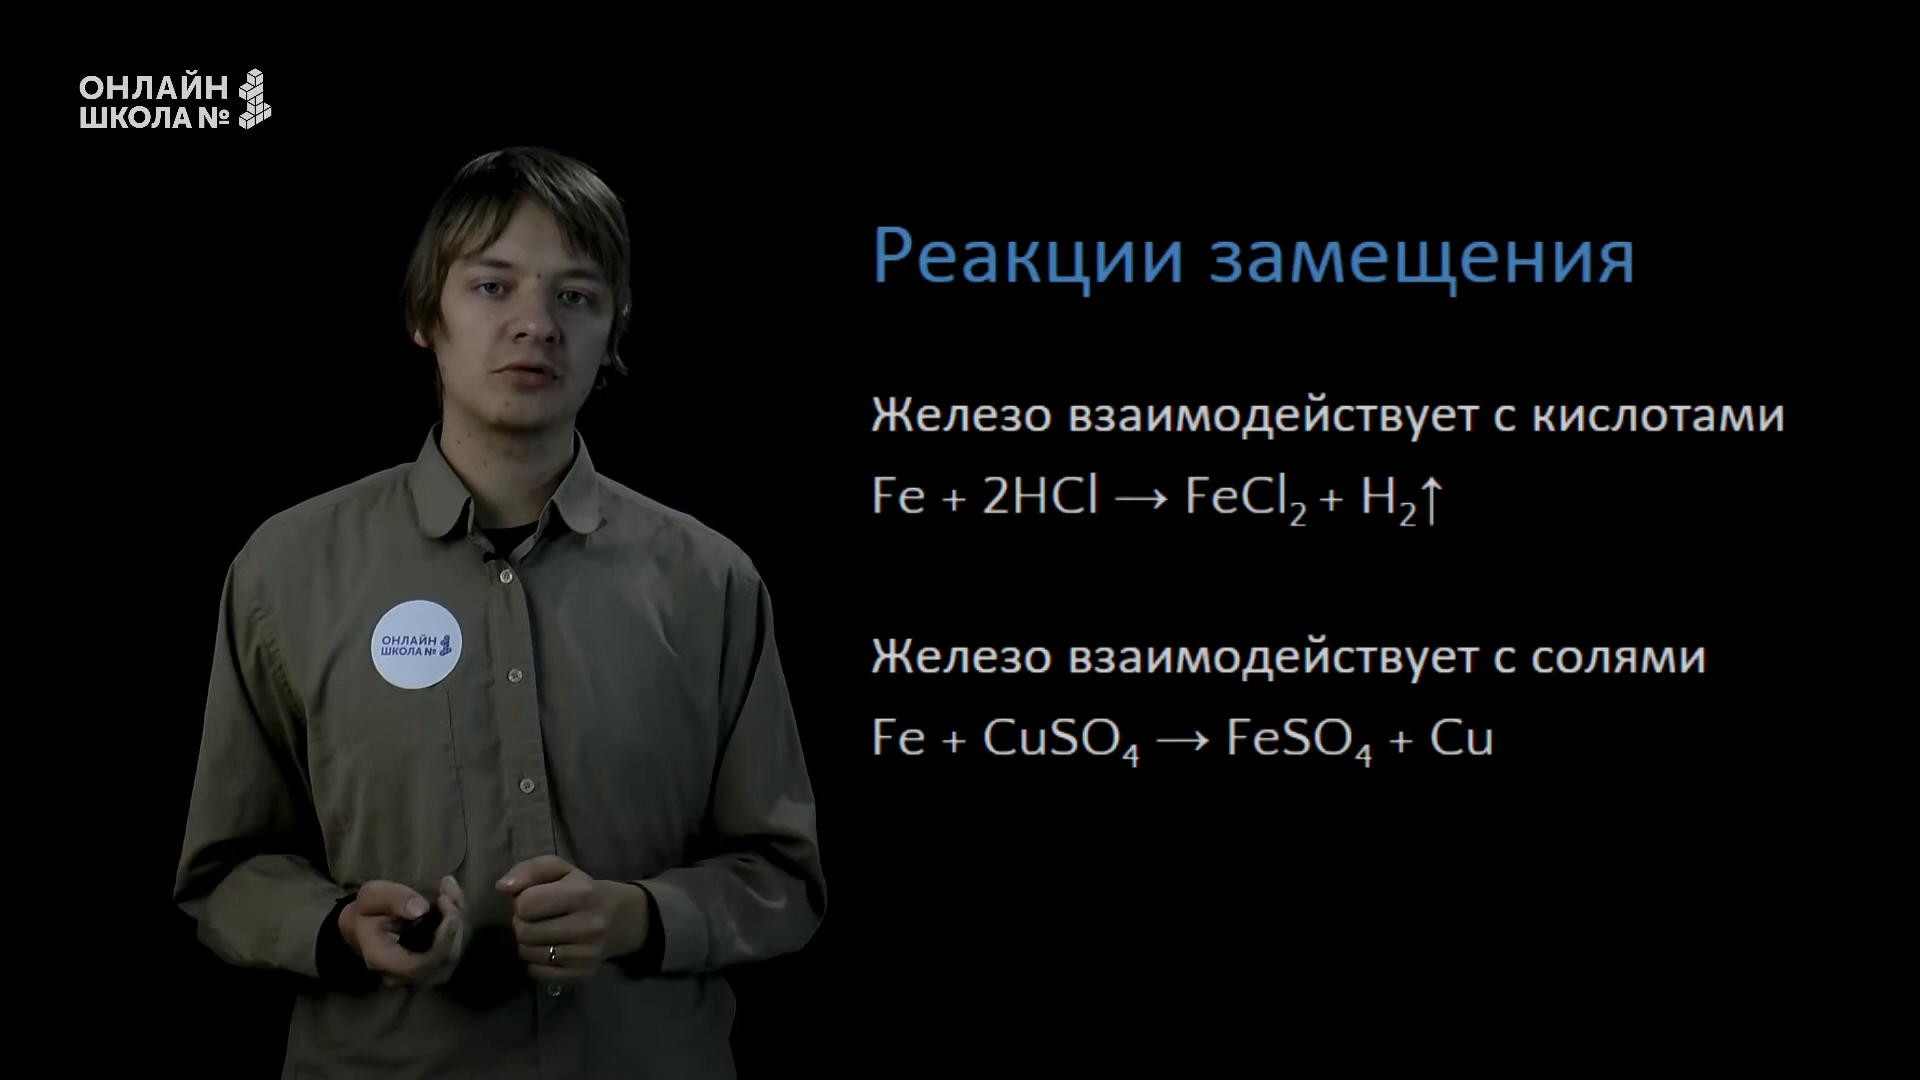 ОНЛАЙН
ШКОЛА №
Реакции замещения
Железо взаимодействует с кислотами
Fe + 2HCl → FeCl₂ + H₂↑
Железо взаимодействует с солями
Fe + CuSO₄ → FeSO₄ + Cu
ОНЛАЙН
ШКОЛА №